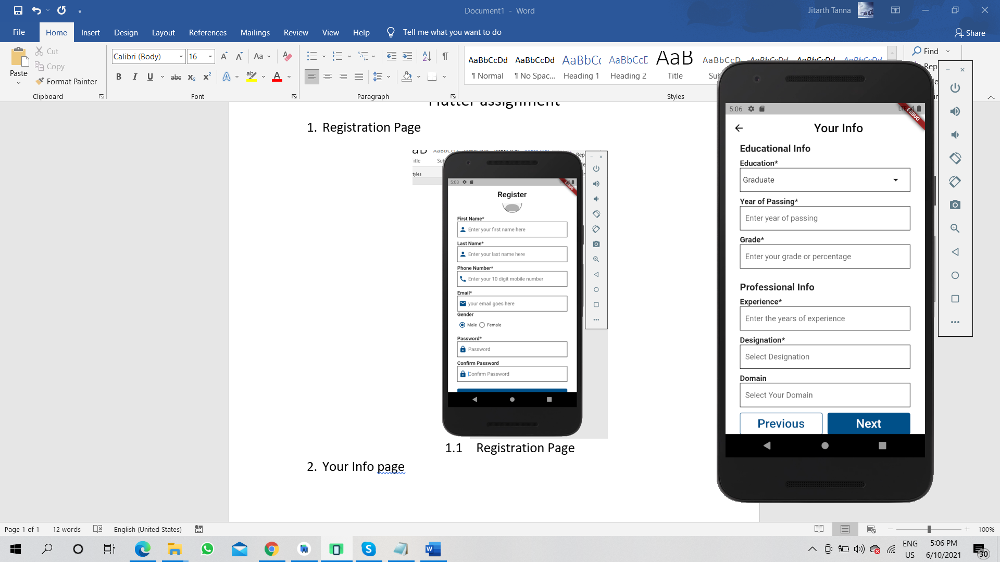 Document1 - Word
Jitarth Tanna
File Home Insert Design Layout References Mailings Review View Help Tell me what you want to do
Share
Paste
Cut
Copy
Format Painter
Clipboard
Calibri (Body) 16
Font
Paragraph
AaBbCcDd AaBbCcDd AaBbCc AaBbCcD AaB AaBbCcD AaBbCcDd AaBbCcDd AaBbCcDd
¶ Normal ¶ No Spac... Heading 1 Heading 2 Title
Styles
Find
Flutter assignment
1. Registration Page
5:03
DEBUG
Register
First Name*
Enter your first name here
Last Name*
Enter your last name here
Phone Number*
Enter your 10 digit mobile number
Email*
your email goes here
Gender
Male Female
Password*
Password
Confirm Password
Confirm Password
1.1 Registration Page
2. Your Info page
5:06
LTE
DEBUG
Your Info
Educational Info
Education*
Graduate
Year of Passing*
Enter year of passing
Grade*
Enter your grade or percentage
Professional Info
Experience*
Enter the years of experience
Designation*
Select Designation
Domain
Select Your Domain
Previous Next
Page 1 of 1 12 words English (United States) 100%
ENG
US
5:06 PM
6/10/2021
30